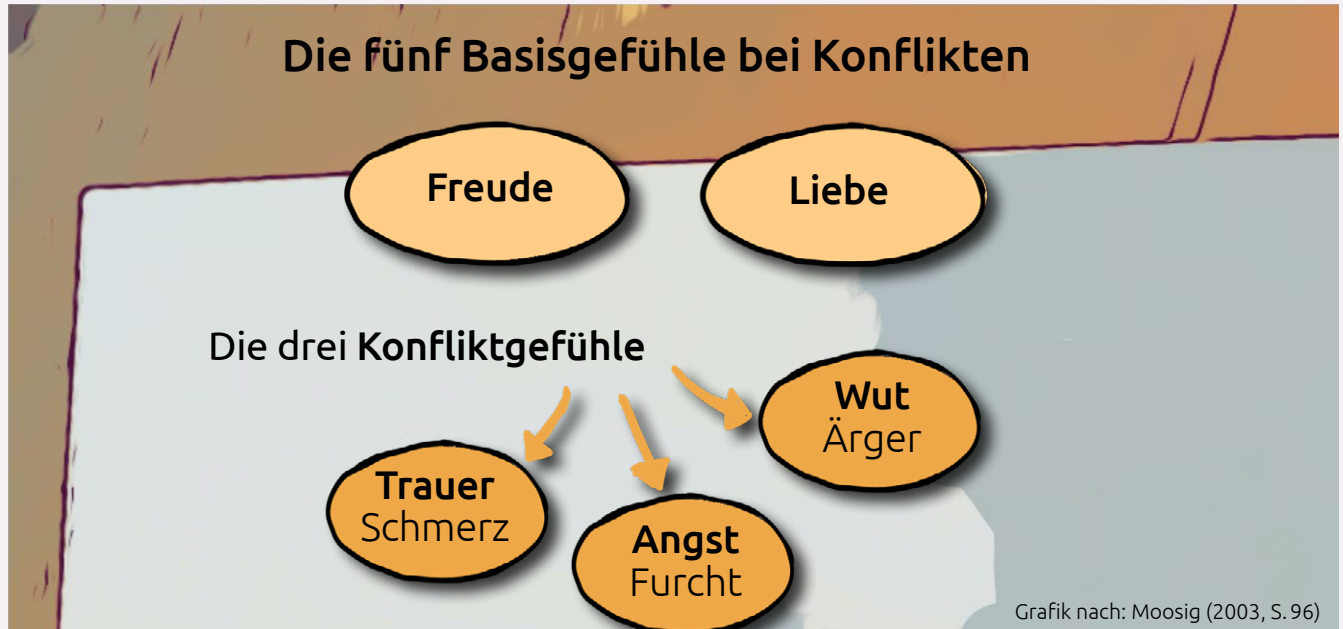 Die fünf Basisgefühle bei Konflikten
Freude
Liebe
Die drei Konfliktgefühle
Wut
Ärger
Trauer
Schmerz
Angst
Furcht
Grafik nach: Moosig (2003, S. 96)